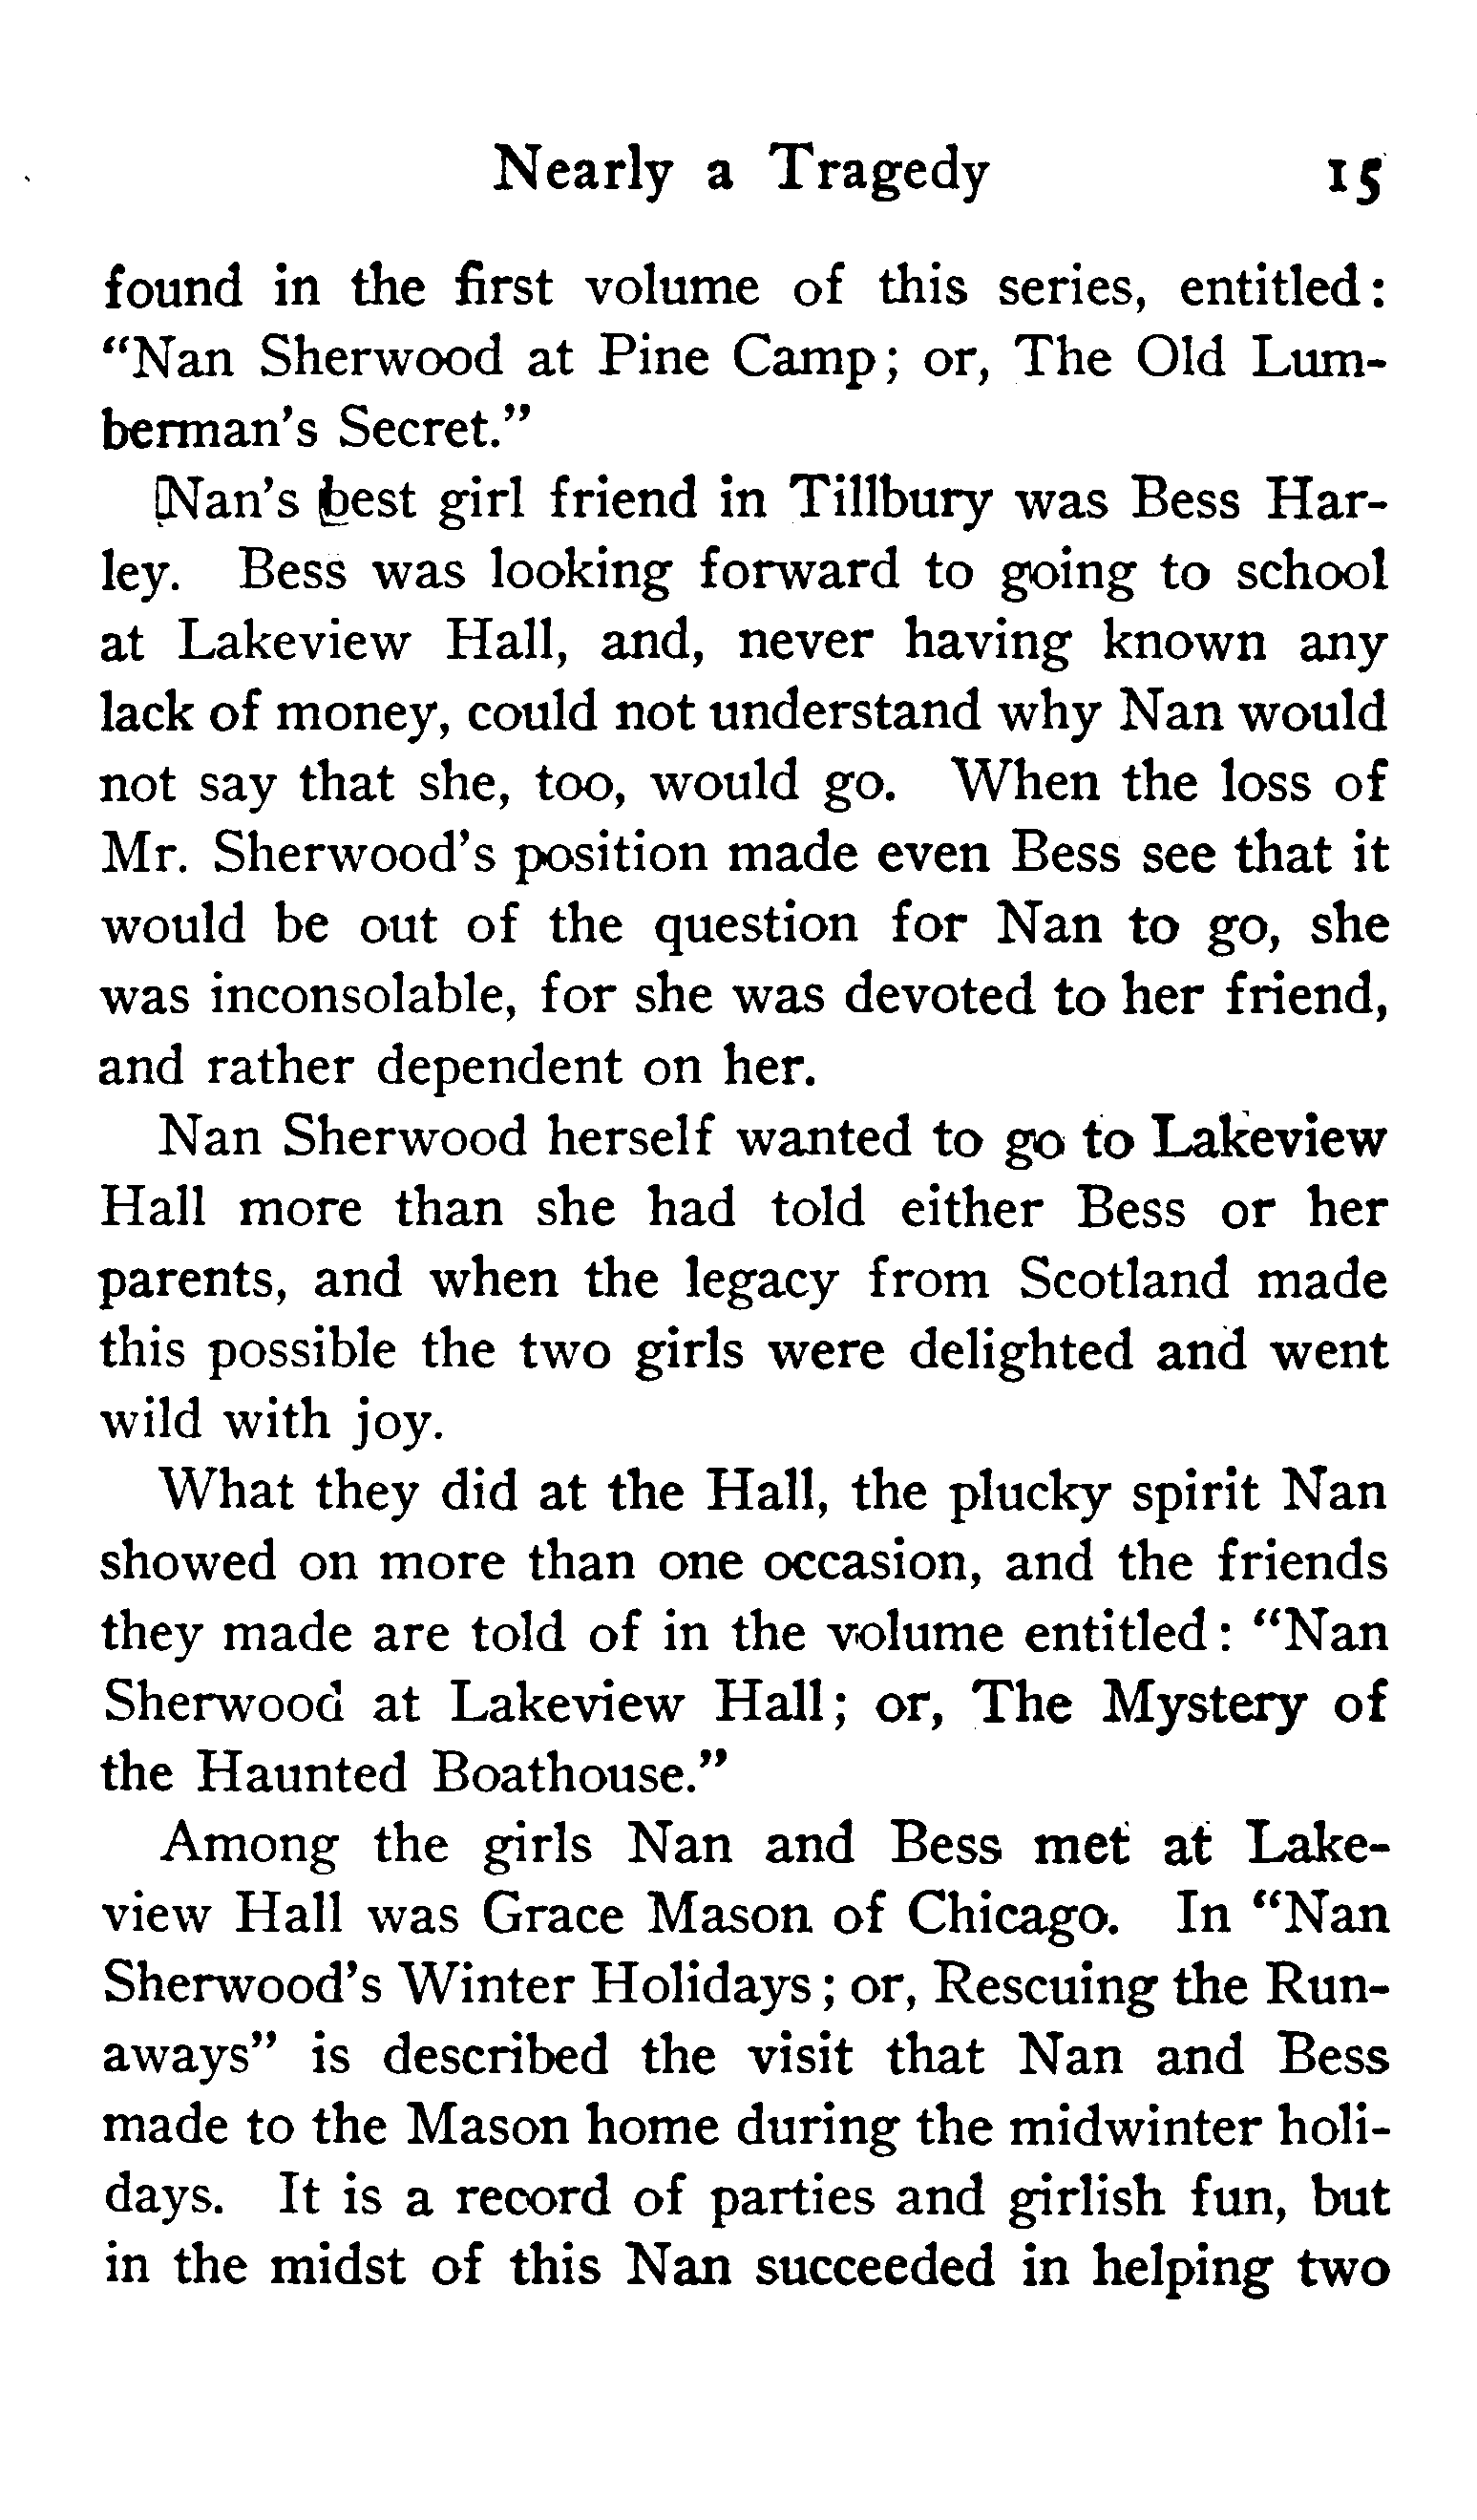 Nearly a Tragedy 15
found in the first volume of this series, entitled:
"Nan Sherwood at Pine Camp; or, The Old Lum-
berman's Secret."
Nan's best girl friend in Tillbury was Bess Har-
ley. Bess was looking forward to going to school
at Lakeview Hall, and, never having known any
lack of money, could not understand why Nan would
not say that she, too, would go. When the loss of
Mr. Sherwood's position made even Bess see that it
would be out of the question for Nan to go, she
was inconsolable, for she was devoted to her friend,
and rather dependent on her.
Nan Sherwood herself wanted to go to Lakeview
Hall more than she had told either Bess or her
parents, and when the legacy from Scotland made
this possible the two girls were delighted and went
wild with joy.
What they did at the Hall, the plucky spirit Nan
showed on more than one occasion, and the friends
they made are told of in the volume entitled: "Nan
Sherwood at Lakeview Hall; or, The Mystery of
the Haunted Boathouse."
Among the girls Nan and Bess met at Lake-
view Hall was Grace Mason of Chicago. In "Nan
Sherwood's Winter Holidays; or, Rescuing the Run-
aways" is described the visit that Nan and Bess
made to the Mason home during the midwinter holi-
days. It is a record of parties and girlish fun, but
in the midst of this Nan succeeded in helping two